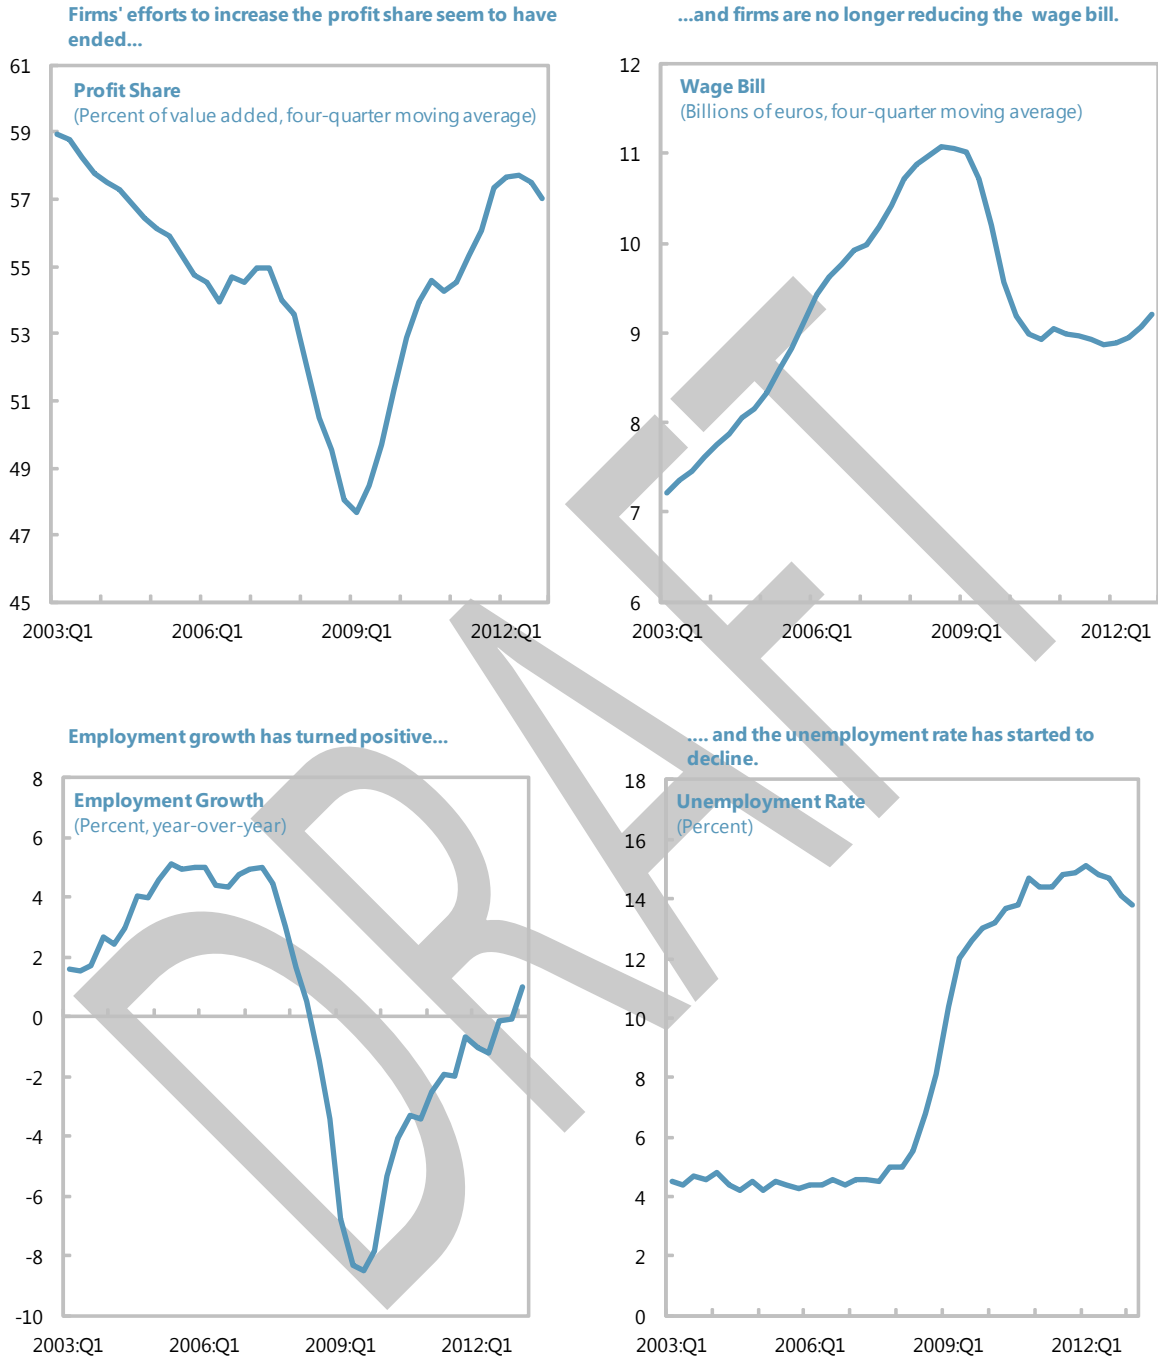 Firms' efforts to increase the profit share seem to have
ended...
Profit Share
(Percent of value added, four-quarter moving average)
61
59
57
55
53
51
49
47
45
2003:Q1 2006:Q1 2009:Q1 2012:Q1
...and firms are no longer reducing the wage bill.
Wage Bill
(Billions of euros, four-quarter moving average)
12
11
10
9
8
7
6
2003:Q1 2006:Q1 2009:Q1 2012:Q1
Employment growth has turned positive...
Employment Growth
(Percent, year-over-year)
8
6
4
2
0
-2
-4
-6
-8
-10
2003:Q1 2006:Q1 2009:Q1 2012:Q1
.... and the unemployment rate has started to
decline.
Unemployment Rate
(Percent)
18
16
14
12
10
8
6
4
2
0
2003:Q1 2006:Q1 2009:Q1 2012:Q1
DRAFT